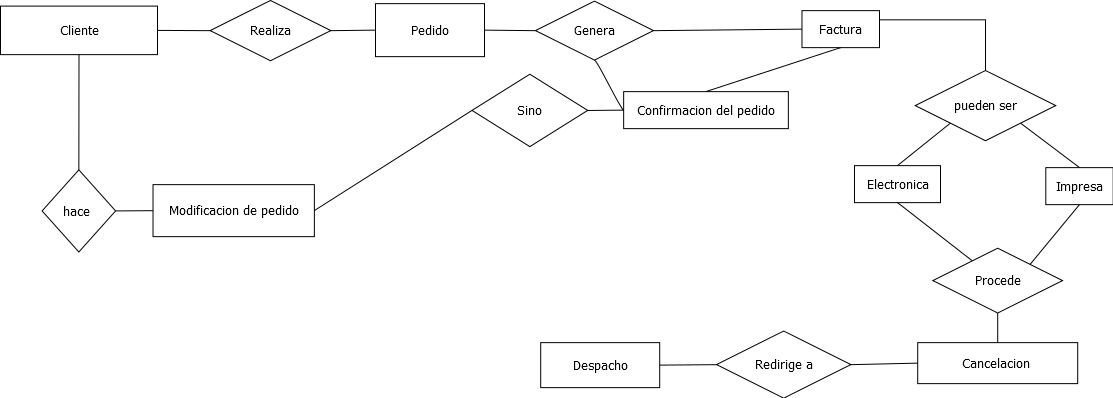 Cliente
Realiza
Pedido
Genera
Factura
Sino
Confirmacion del pedido
pueden ser
Electronica
Impresa
hace
Modificacion de pedido
Procede
Despacho
Redirige a
Cancelacion